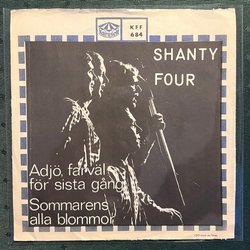 KFF
684
SHANTY
FOUR
Adjö, farväl
för sista gång
Sommarens
alla blommor